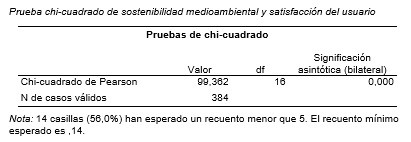 Prueba chi-cuadrado de sostenibilidad medioambiental y satisfacción del usuario
Pruebas de chi-cuadrado
Significación
Valor df asintótica (bilateral)
Chi-cuadrado de Pearson 99,362 16 0,000
N de casos válidos 384
Nota: 14 casillas (56,0%) han esperado un recuento menor que 5. El recuento mínimo
esperado es ,14.